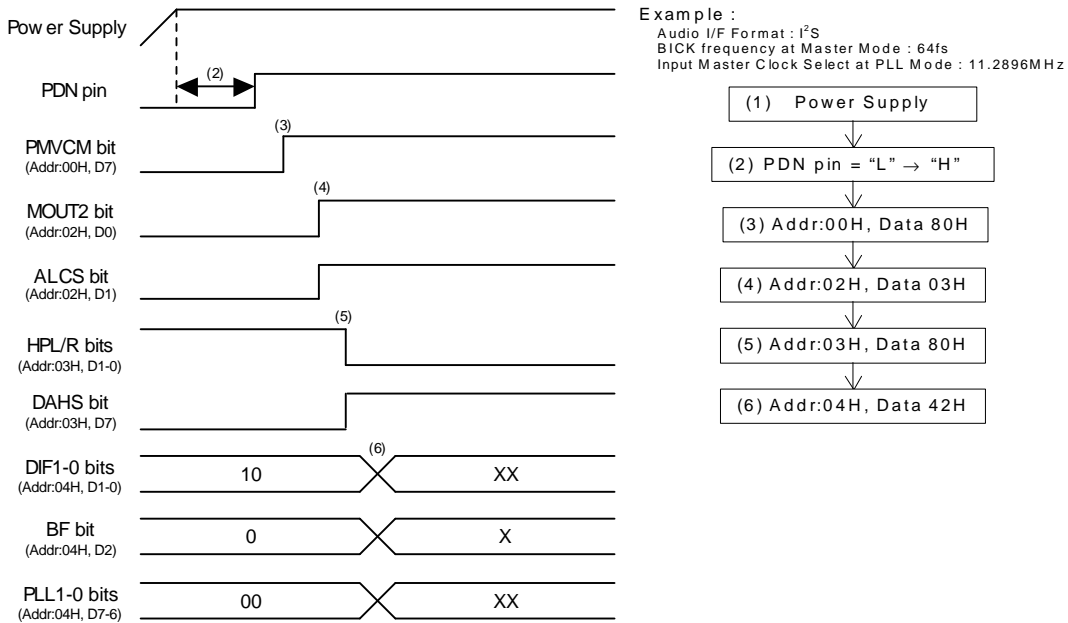 Power Supply
(2)
PDN pin
(3)
PMVCM bit
(Addr:00H, D7)
(4)
MOUT2 bit
(Addr:02H, D0)
ALCS bit
(Addr:02H, D1)
(5)
HPL/R bits
(Addr:03H, D1-0)
DAHS bit
(Addr:03H, D7)
(6)
DIF1-0 bits
(Addr:04H, D1-0)
10
XX
BF bit
(Addr:04H, D2)
0
X
PLL1-0 bits
(Addr:04H, D7-6)
00
XX
Example :
Audio I/F Format : I²S
BICK frequency at Master Mode : 64fs
Input Master Clock Select at PLL Mode : 11.2896MHz
(1) Power Supply
(2) PDN pin = “L” → “H”
(3) Addr:00H, Data 80H
(4) Addr:02H, Data 03H
(5) Addr:03H, Data 80H
(6) Addr:04H, Data 42H